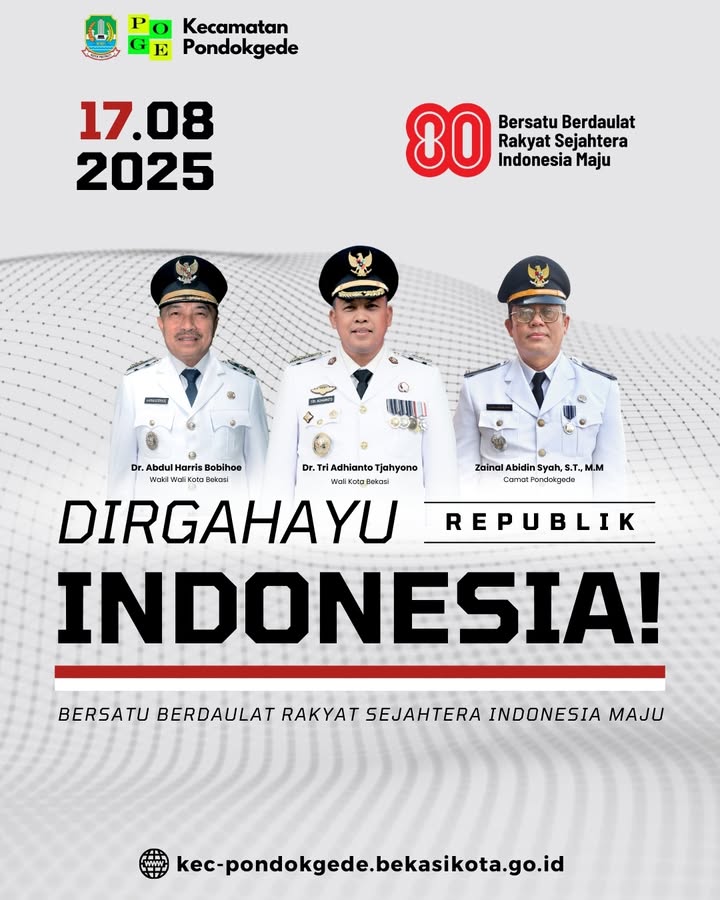 PO
GE
Kecamatan
Pondokgede
17.08
2025
80
Bersatu Berdaulat
Rakyat Sejahtera
Indonesia Maju
Dr. Abdul Harris Bobihoe
Wakil Wali Kota Bekasi
Dr. Tri Adhianto Tjahyono
Wali Kota Bekasi
Zainal Abidin Syah, S.T., M.M
Camat Pondokgede
DIRGAHAYU
REPUBLIK
INDONESIA!
BERSATU BERDAULAT RAKYAT SEJAHTERA INDONESIA MAJU
kec-pondokgede.bekasikota.go.id